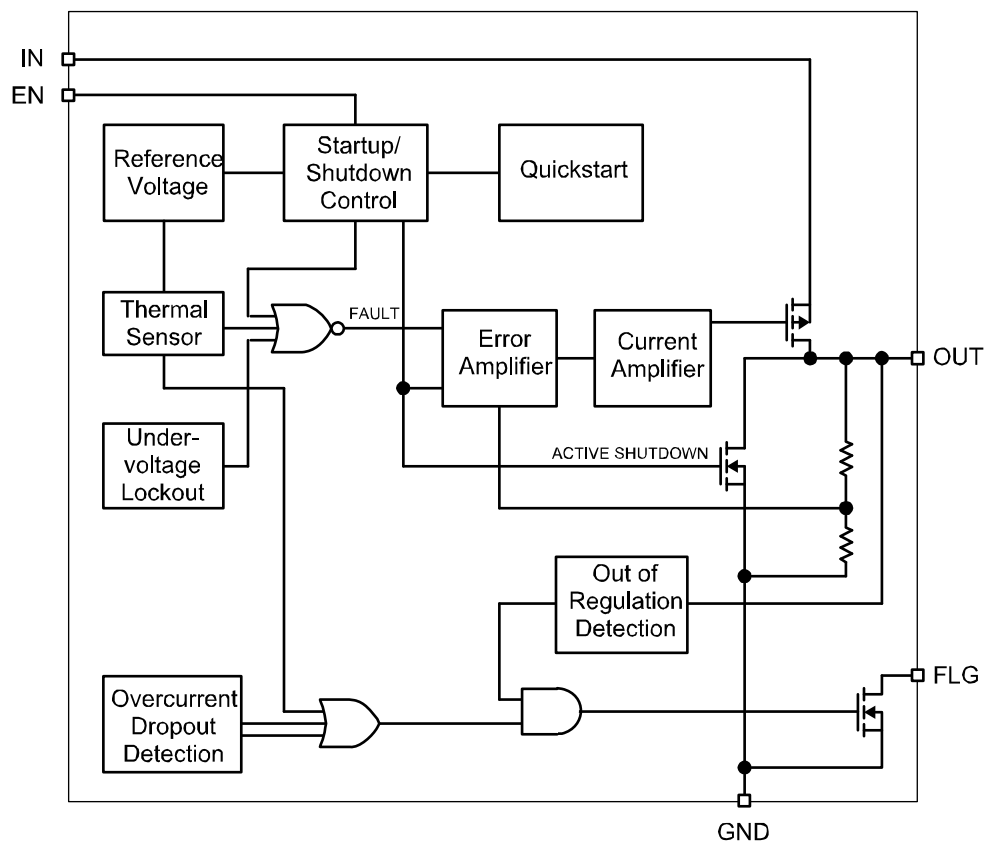 IN
EN
Reference
Voltage
Startup/
Shutdown
Control
Quickstart
Thermal
Sensor
FAULT
Error
Amplifier
Current
Amplifier
OUT
Under-
voltage
Lockout
ACTIVE SHUTDOWN
Out of
Regulation
Detection
Overcurrent
Dropout
Detection
FLG
GND